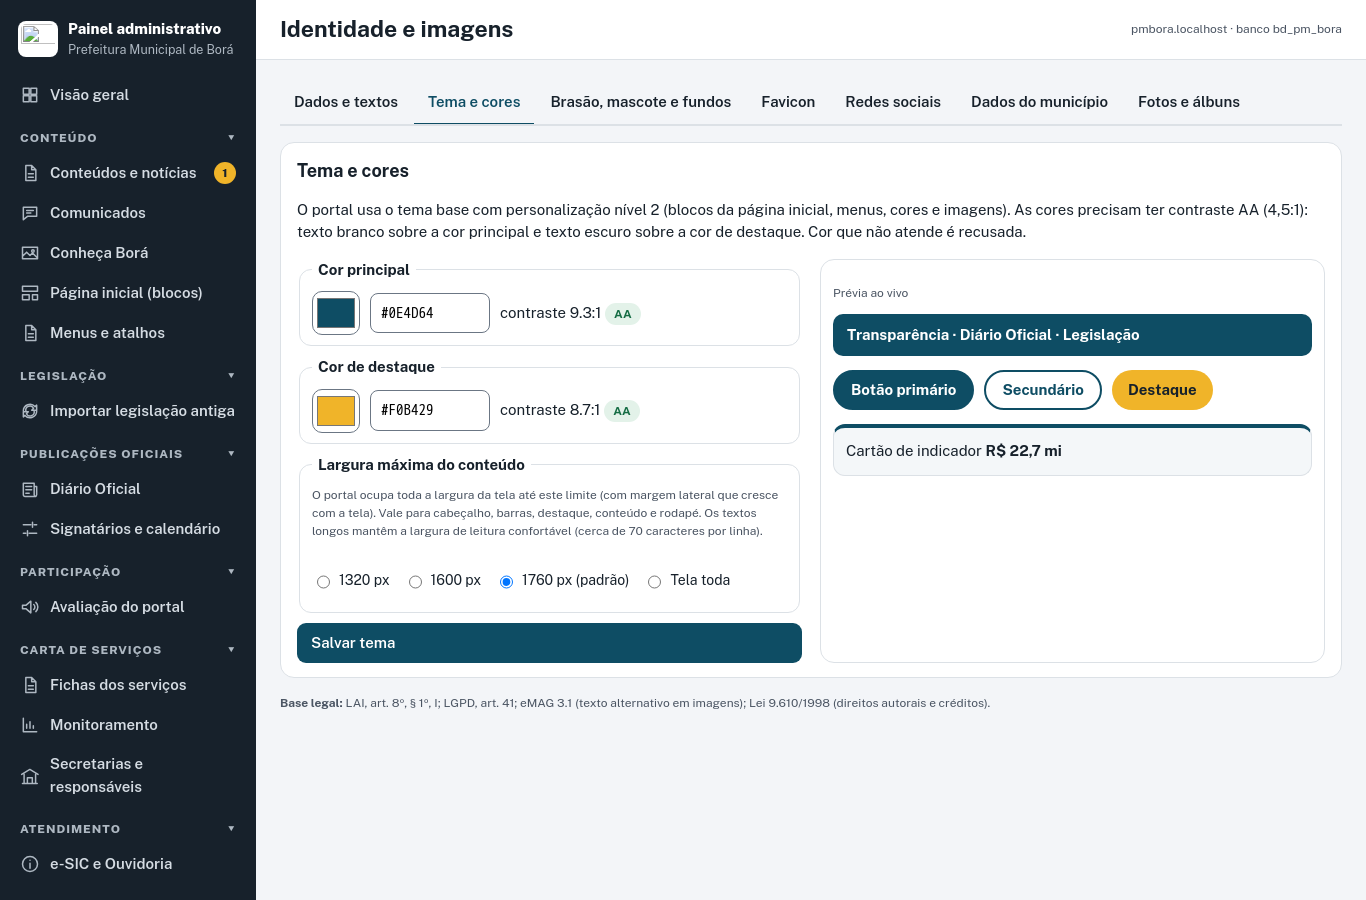 Painel administrativo
Prefeitura Municipal de Borá
Visão geral
CONTEÚDO
Conteúdos e notícias 1
Comunicados
Conheça Borá
Página inicial (blocos)
Menus e atalhos
LEGISLAÇÃO
Importar legislação antiga
PUBLICAÇÕES OFICIAIS
Diário Oficial
Signatários e calendário
PARTICIPAÇÃO
Avaliação do portal
CARTA DE SERVIÇOS
Fichas dos serviços
Monitoramento
Secretarias e
responsáveis
ATENDIMENTO
e-SIC e Ouvidoria
Identidade e imagens
pmbora.localhost · banco bd_pm_bora
Dados e textos Tema e cores Brasão, mascote e fundos Favicon Redes sociais Dados do município Fotos e álbuns
Tema e cores
O portal usa o tema base com personalização nível 2 (blocos da página inicial, menus, cores e imagens). As cores precisam ter contraste AA (4,5:1):
texto branco sobre a cor principal e texto escuro sobre a cor de destaque. Cor que não atende é recusada.
Cor principal
#0E4D64 contraste 9.3:1 AA
Cor de destaque
#F0B429 contraste 8.7:1 AA
Largura máxima do conteúdo
O portal ocupa toda a largura da tela até este limite (com margem lateral que cresce
com a tela). Vale para cabeçalho, barras, destaque, conteúdo e rodapé. Os textos
longos mantêm a largura de leitura confortável (cerca de 70 caracteres por linha).
1320 px 1600 px 1760 px (padrão) Tela toda
Salvar tema
Prévia ao vivo
Transparência · Diário Oficial · Legislação
Botão primário Secundário Destaque
Cartão de indicador R$ 22,7 mi
Base legal: LAI, art. 8º, § 1º, I; LGPD, art. 41; eMAG 3.1 (texto alternativo em imagens); Lei 9.610/1998 (direitos autorais e créditos).